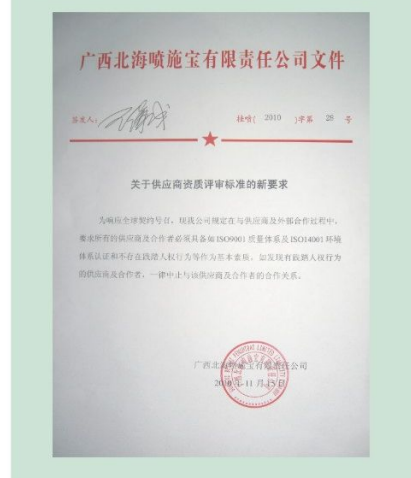 广西北海喷施宝有限责任公司文件
签发人：
桂喷( 2010 )字第 28 号
关于供应商资质评审标准的新要求
为响应全球契约号召，现我公司规定在与供应商及外部合作过程中，
要求所有的供应商及合作者必须具备如ISO9001质量体系及ISO14001环境
体系认证和不存在践踏人权行为等作为基本素质，如发现有践踏人权行为
的供应商及合作者，一律中止与该供应商及合作者的合作关系。
广西北海喷施宝有限责任公司
2010年11月15日